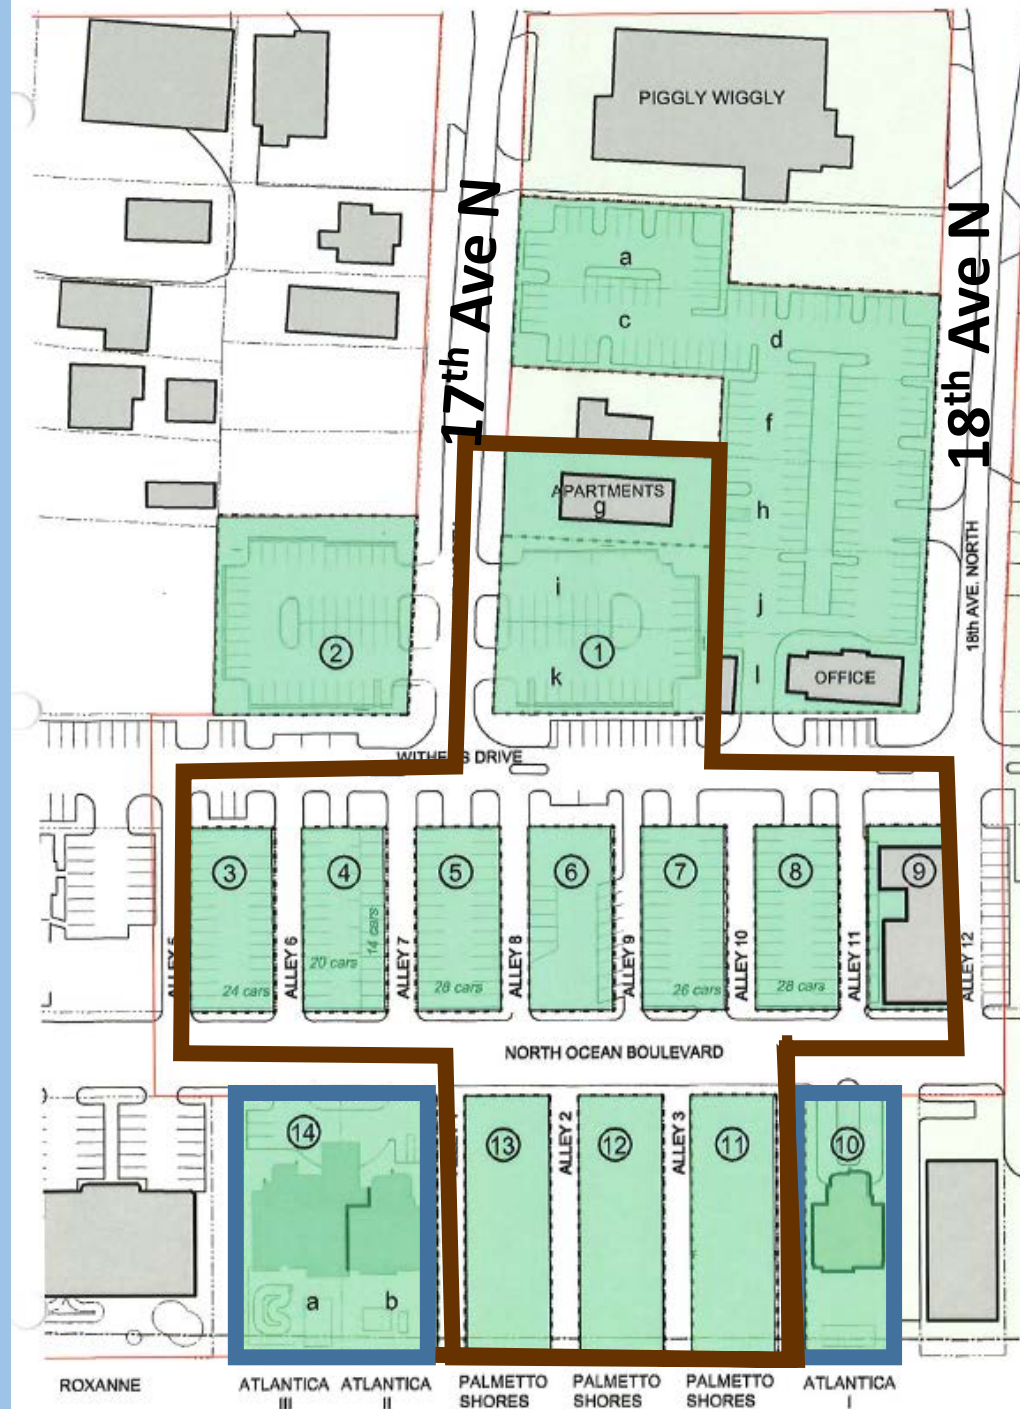 PIGGLY WIGGLY
17th Ave N
18th Ave N
a
c
d
f
APARTMENTS
g
h
i
j
18th AVE. NORTH
2
1
k
l
OFFICE
WITHE S DRIVE
3
4
5
6
7
8
9
ALLEY 5
24 cars
ALLEY 6
20 cars
14 cars
ALLEY 7
28 cars
ALLEY 8
ALLEY 9
26 cars
ALLEY 10
28 cars
ALLEY 11
ALLEY 12
NORTH OCEAN BOULEVARD
14
13
ALLEY 2
12
ALLEY 3
11
10
a
b
ROXANNE
ATLANTICA
III
ATLANTICA
II
PALMETTO
SHORES
PALMETTO
SHORES
PALMETTO
SHORES
ATLANTICA
I